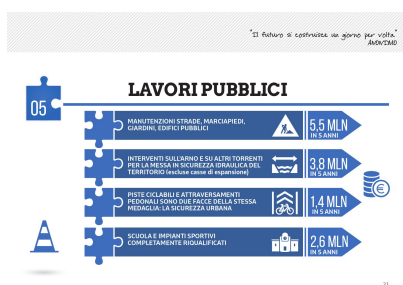 "Il futuro si costruisce un giorno per volta"
ANONIMO
LAVORI PUBBLICI
05
MANUTENZIONI STRADE, MARCIAPIEDI,
GIARDINI, EDIFICI PUBBLICI
5,5 MLN
IN 5 ANNI
INTERVENTI SULL'ARNO E SU ALTRI TORRENTI
PER LA MESSA IN SICUREZZA IDRAULICA DEL
TERRITORIO (escluse casse di espansione)
3,8 MLN
IN 5 ANNI
PISTE CICLABILI E ATTRAVERSAMENTI
PEDONALI SONO DUE FACCE DELLA STESSA
MEDAGLIA: LA SICUREZZA URBANA
1,4 MLN
IN 5 ANNI
SCUOLA E IMPIANTI SPORTIVI
COMPLETAMENTE RIQUALIFICATI
2,6 MLN
IN 5 ANNI